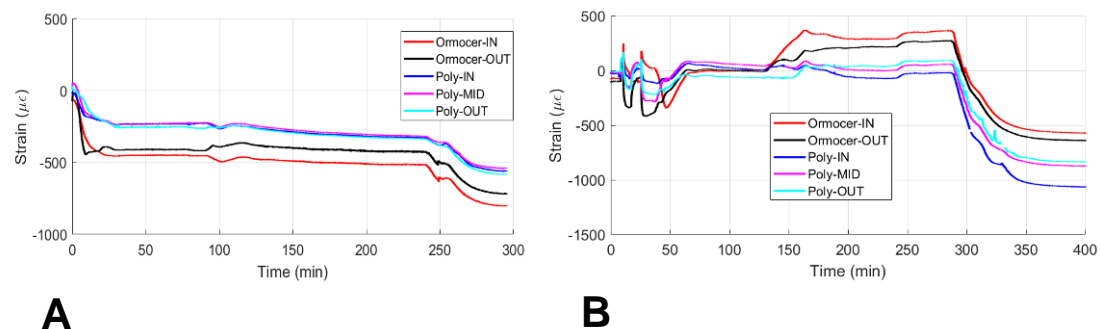 500
0
-500
-1000
Strain (με)
0
50
100
150
200
250
300
Time (min)
Ormocer-IN
Ormocer-OUT
Poly-IN
Poly-MID
Poly-OUT
A
500
0
-500
-1000
-1500
Strain (με)
0
50
100
150
200
250
300
350
400
Time (min)
Ormocer-IN
Ormocer-OUT
Poly-IN
Poly-MID
Poly-OUT
B